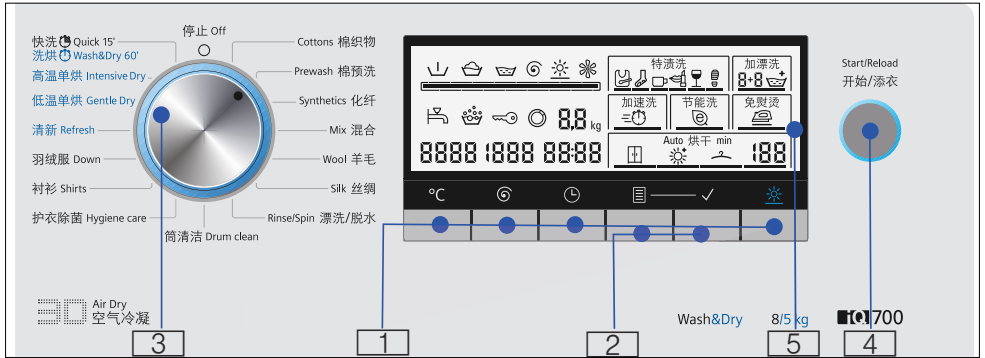 停止 Off
快洗 Quick 15'
洗烘 Wash&Dry 60'
高温单烘 Intensive Dry
低温单烘 Gentle Dry
清新 Refresh
羽绒服 Down
衬衫 Shirts
护衣除菌 Hygiene care
筒清洁 Drum clean
Cottons 棉织物
Prewash 棉预洗
Synthetics 化纤
Mix 混合
Wool 羊毛
Silk 丝绸
Rinse/Spin 漂洗/脱水
特渍洗
加漂洗
8+8
加速洗
节能洗
免熨烫
8.8 kg
8888 1888 88:88
Auto 烘干 min
188
°C
Start/Reload
开始/添衣
3D
Air Dry
空气冷凝
Wash&Dry
8/5 kg
iQ 700
3
1
2
5
4